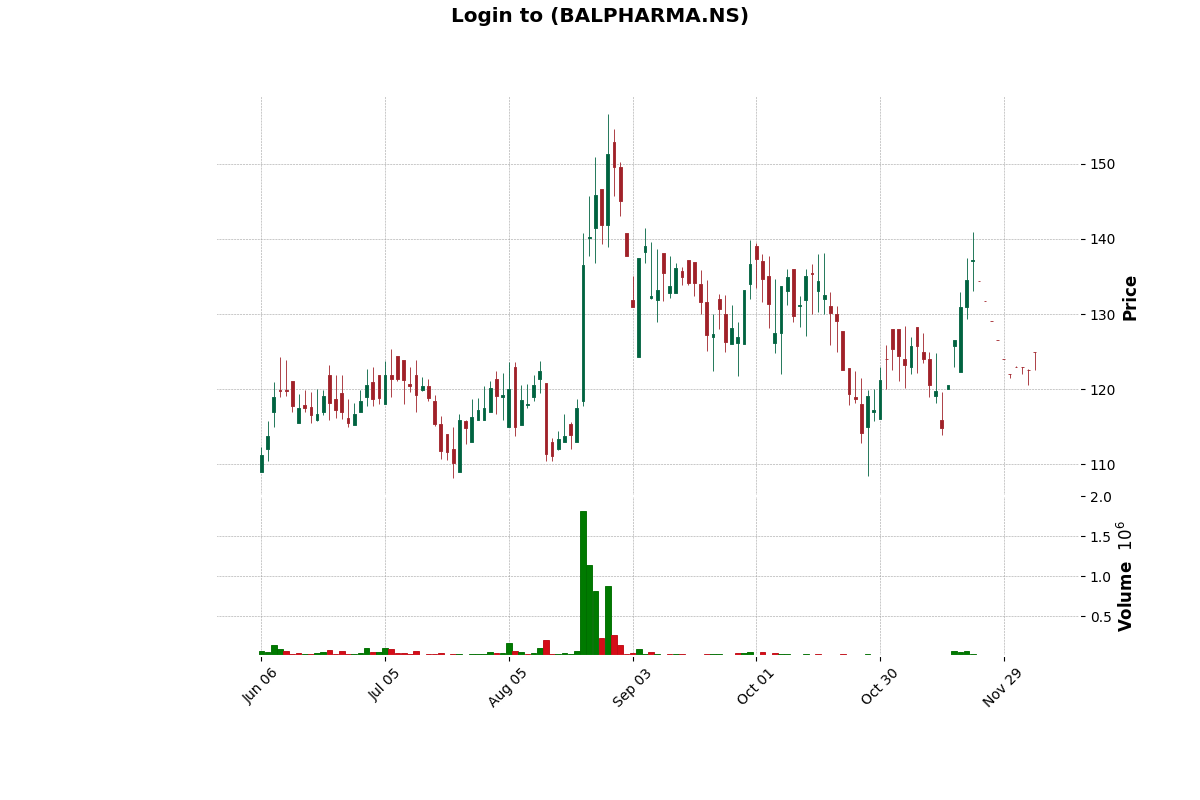 Login to (BALPHARMA.NS)
150
140
130
120
110
Price
2.0
1.5
1.0
0.5
Volume 10^6
Jun 06
Jul 05
Aug 05
Sep 03
Oct 01
Oct 30
Nov 29